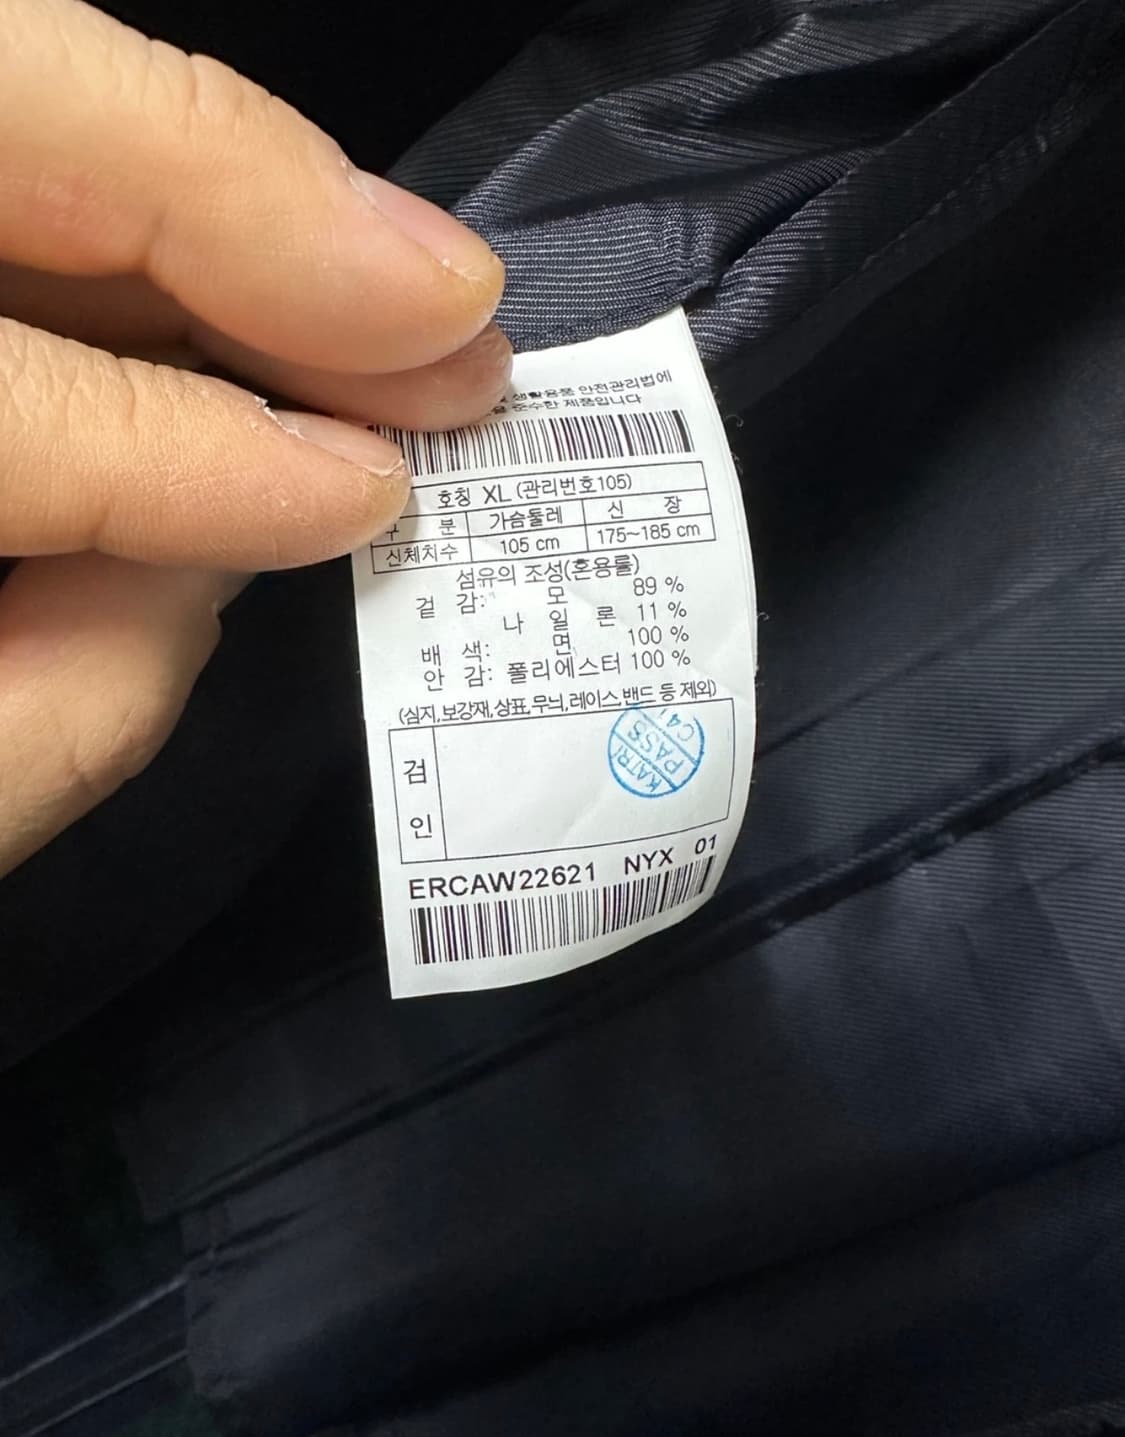 생활용품 안전관리법에
준수한 제품입니다
호칭 XL (관리번호105)
구 분 가슴둘레 신 장
신체치수 105 cm 175~185 cm
섬유의 조성(혼용률)
겉 감: 모 89 %
나 일 론 11 %
배 색: 면 100 %
안 감: 폴리에스터 100 %
(심지,보강재,상표,무늬,레이스,밴드 등 제외)
검
인
KATRI
PASS
ERCAW22621 NYX 01